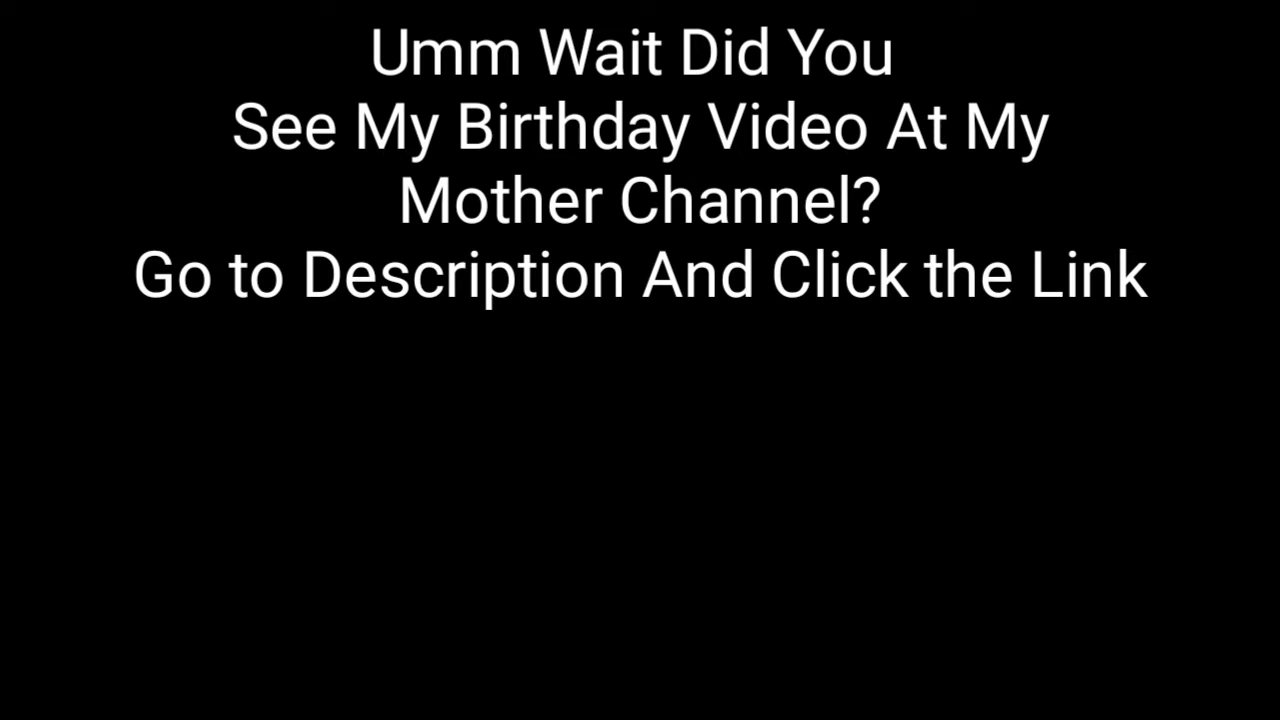 Umm Wait Did You
See My Birthday Video At My
Mother Channel?
Go to Description And Click the Link